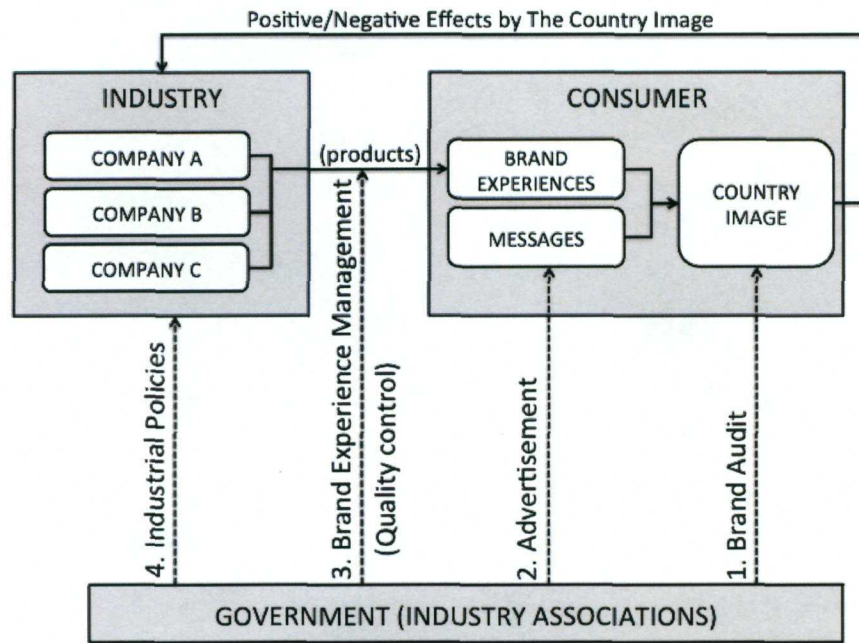 Positive/Negative Effects by The Country Image
INDUSTRY
COMPANY A
COMPANY B
COMPANY C
(products)
CONSUMER
BRAND
EXPERIENCES
MESSAGES
COUNTRY
IMAGE
4. Industrial Policies
3. Brand Experience Management
(Quality control)
2. Advertisement
1. Brand Audit
GOVERNMENT (INDUSTRY ASSOCIATIONS)